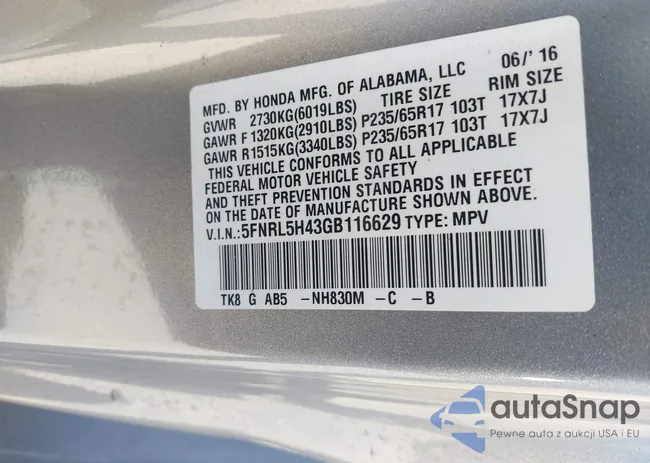 MFD. BY HONDA MFG. OF ALABAMA, LLC 06/'16
GVWR 2730KG(6019LBS) TIRE SIZE RIM SIZE
GAWR F1320KG(2910LBS) P235/65R17 103T 17X7J
GAWR R1515KG(3340LBS) P235/65R17 103T 17X7J
THIS VEHICLE CONFORMS TO ALL APPLICABLE
FEDERAL MOTOR VEHICLE SAFETY
AND THEFT PREVENTION STANDARDS IN EFFECT
ON THE DATE OF MANUFACTURE SHOWN ABOVE.
V.I.N.:5FNRL5H43GB116629 TYPE: MPV
TK8 G AB5 -NH830M -C -B
autaSnap
Pewne auta z aukcji USA i EU